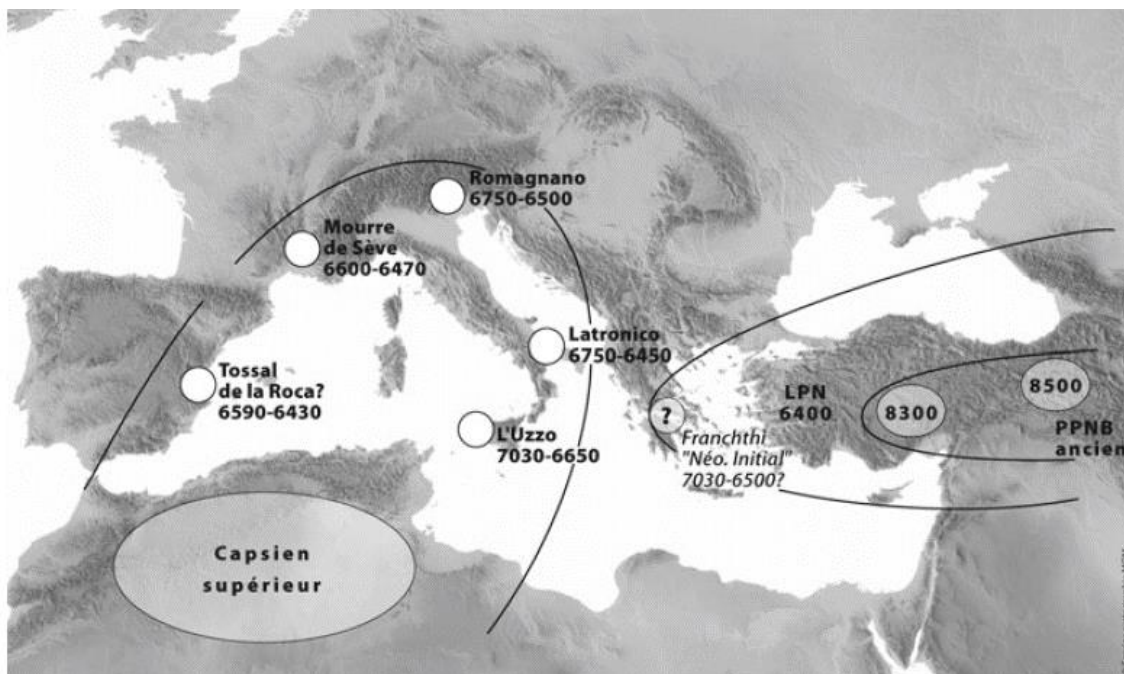 Romagnano
6750-6500
Mourre
de Sève
6600-6470
Latronico
6750-6450
Tossal
de la Roca?
6590-6430
L'Uzzo
7030-6650
?
Franchthi
"Néo. Initial"
7030-6500?
LPN
6400
8300
8500
PPNB
ancien
Capsien
supérieur